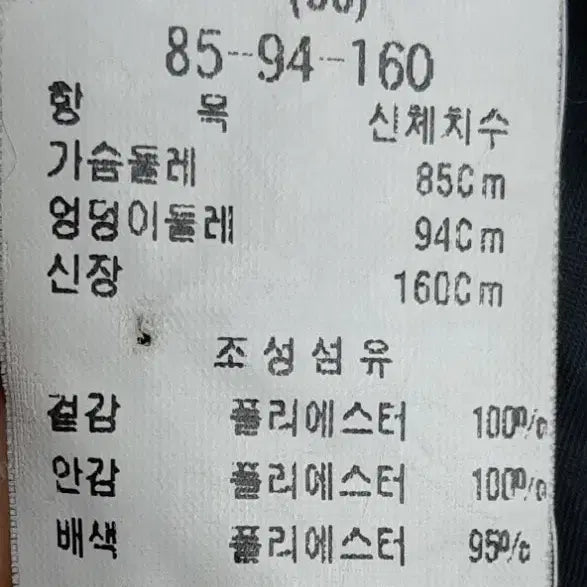 85-94-160
항 목 신체치수
가슴둘레 85Cm
엉덩이둘레 94Cm
신장 160Cm
조성섬유
겉감 폴리에스터 100%
안감 폴리에스터 100%
배색 폴리에스터 95%